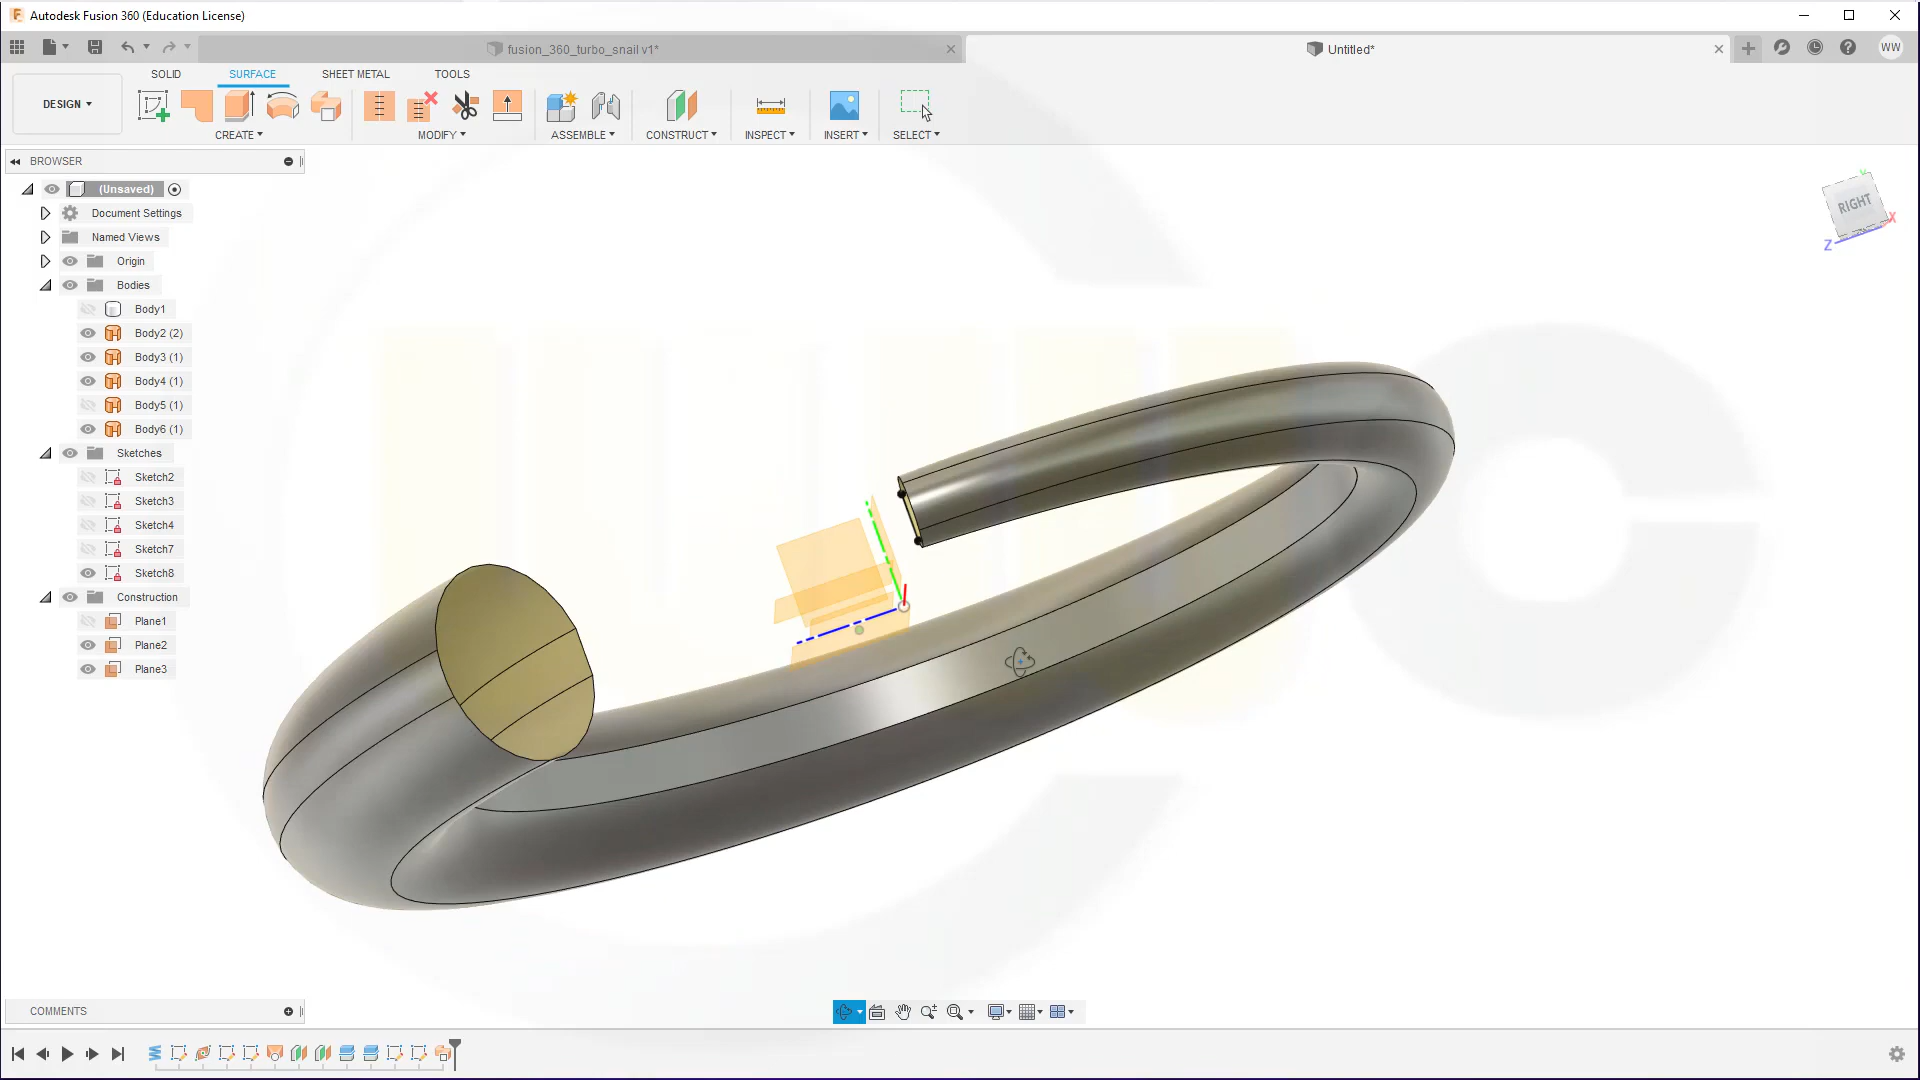 Autodesk Fusion 360 (Education License)
fusion_360_turbo_snail v1*
Untitled*
WW
DESIGN
SOLID
SURFACE
SHEET METAL
TOOLS
CREATE
MODIFY
ASSEMBLE
CONSTRUCT
INSPECT
INSERT
SELECT
BROWSER
(Unsaved)
Document Settings
Named Views
Origin
Bodies
Body1
Body2 (2)
Body3 (1)
Body4 (1)
Body5 (1)
Body6 (1)
Sketches
Sketch2
Sketch3
Sketch4
Sketch7
Sketch8
Construction
Plane1
Plane2
Plane3
Y
RIGHT
X
Z
COMMENTS